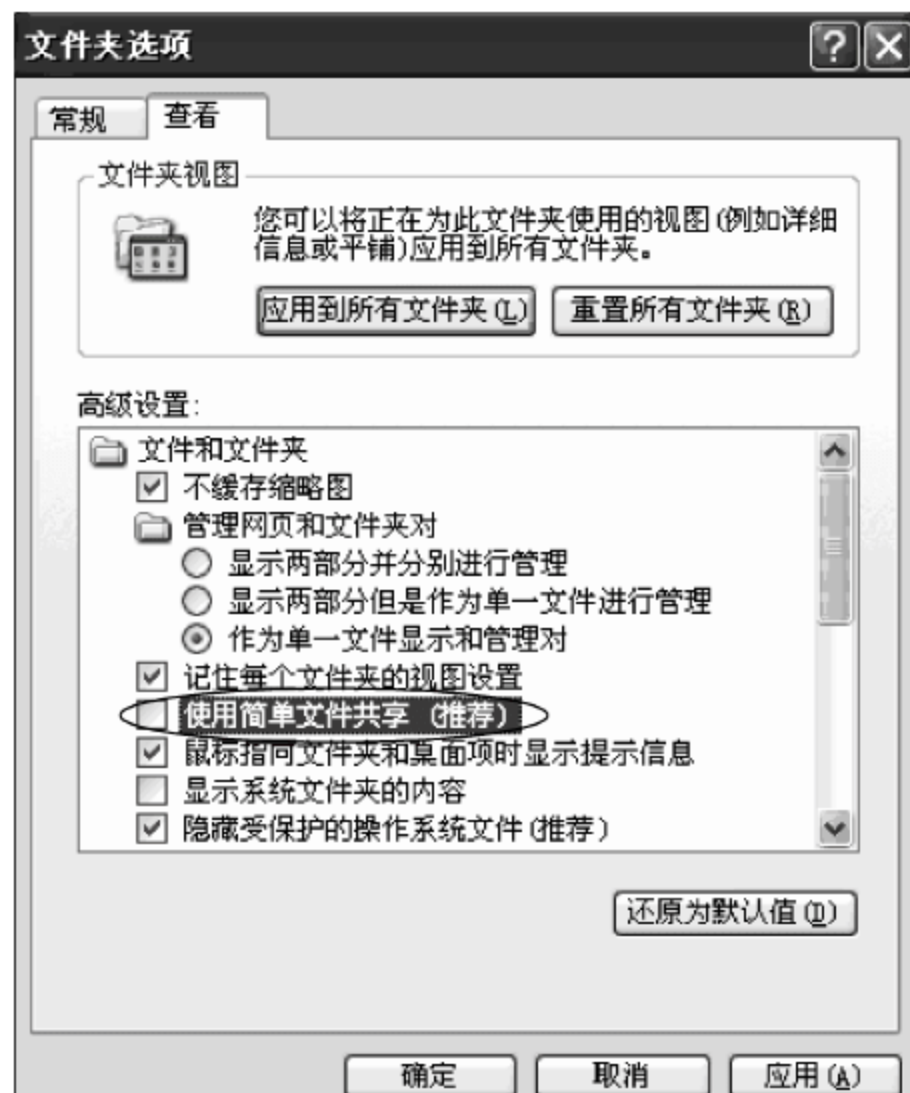 文件夹选项
常规
查看
文件夹视图
您可以将正在为此文件夹使用的视图(例如详细
信息或平铺)应用到所有文件夹。
应用到所有文件夹(L)
重置所有文件夹(R)
高级设置:
文件和文件夹
不缓存缩略图
管理网页和文件夹对
显示两部分并分别进行管理
显示两部分但是作为单一文件进行管理
作为单一文件显示和管理对
记住每个文件夹的视图设置
使用简单文件共享 (推荐)
鼠标指向文件夹和桌面项时显示提示信息
显示系统文件夹的内容
隐藏受保护的操作系统文件(推荐)
还原为默认值(D)
确定
取消
应用(A)